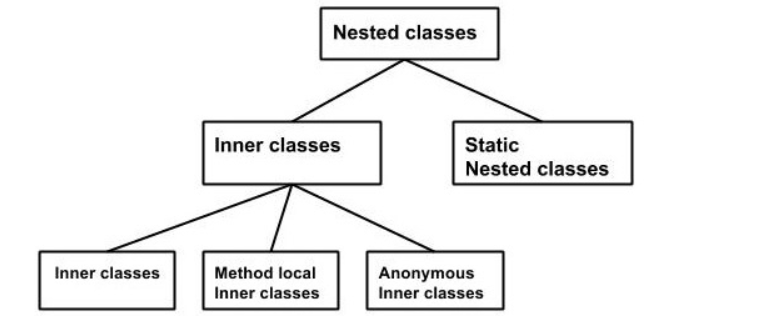 Nested classes
Inner classes
Static
Nested classes
Inner classes
Method local
Inner classes
Anonymous
Inner classes